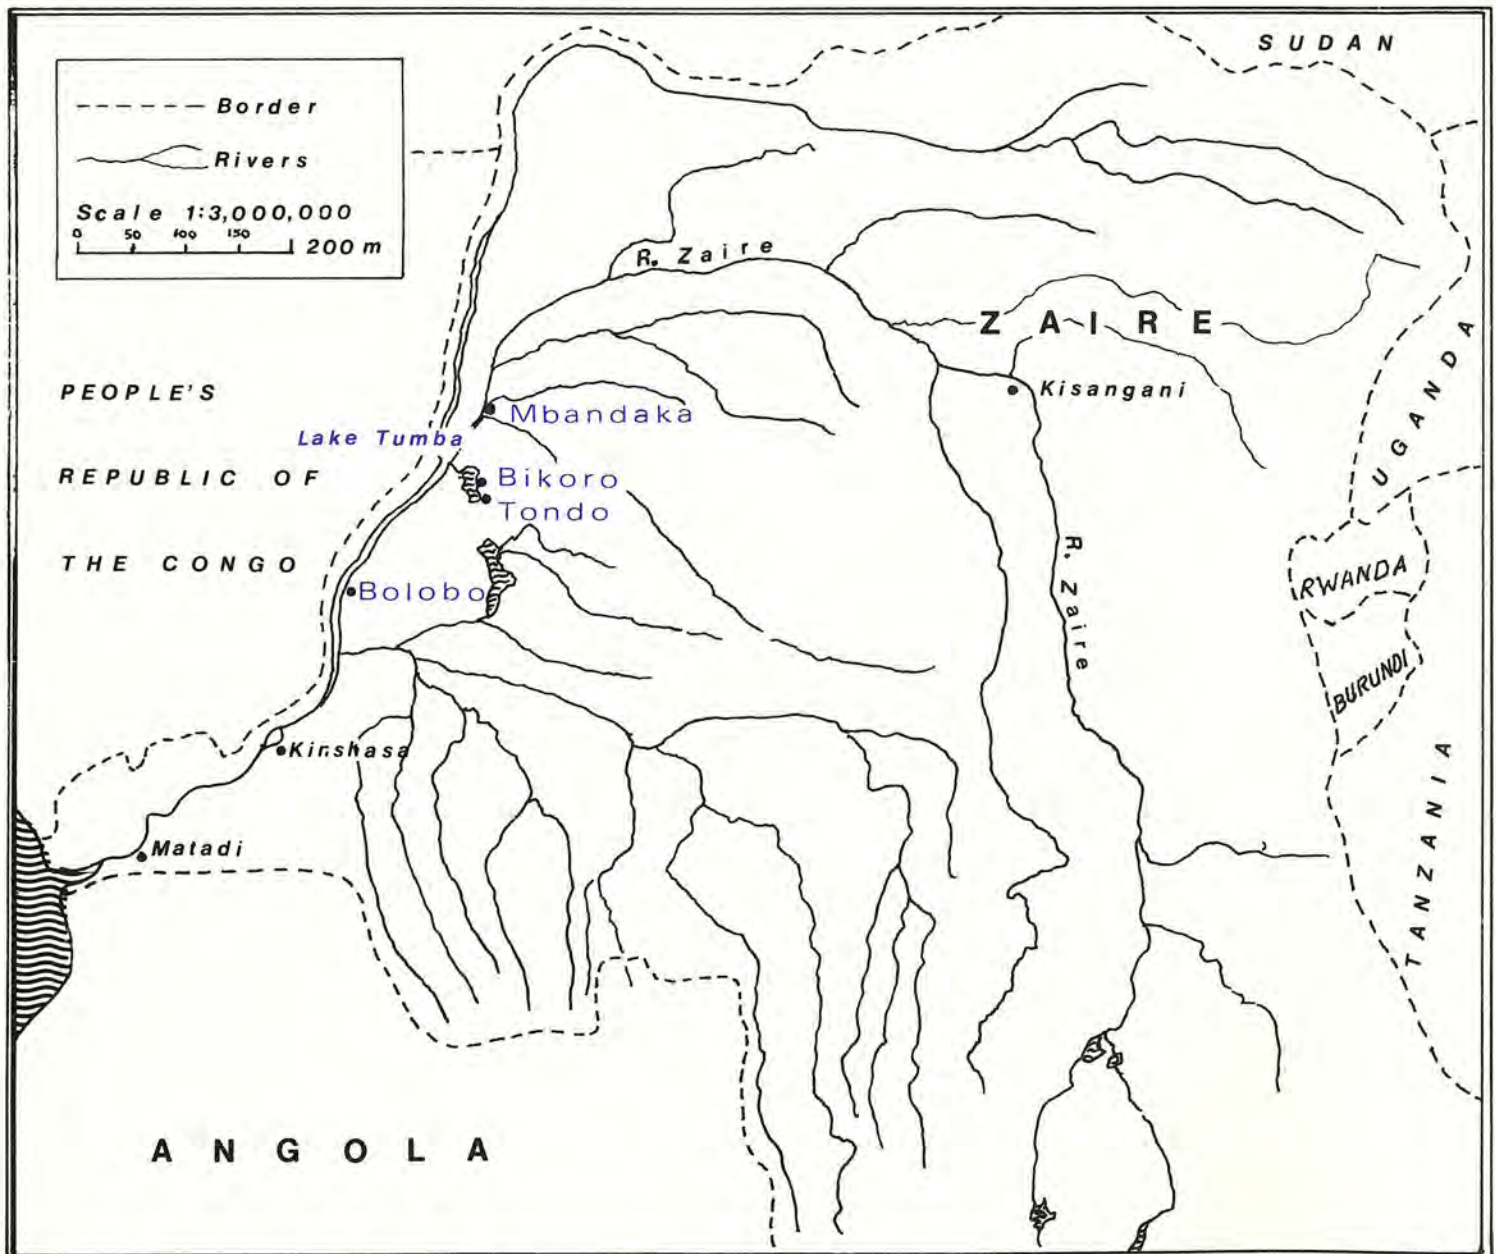 SUDAN
Border
Rivers
Scale 1:3,000,000
0 50 100 150 200 m
R. Zaire
ZAIRE
UGANDA
PEOPLE'S
REPUBLIC OF
THE CONGO
Kisangani
Mbandaka
Lake Tumba
Bikoro
Tondo
Bolobo
R. Zaire
RWANDA
BURUNDI
Kinshasa
Matadi
TANZANIA
ANGOLA